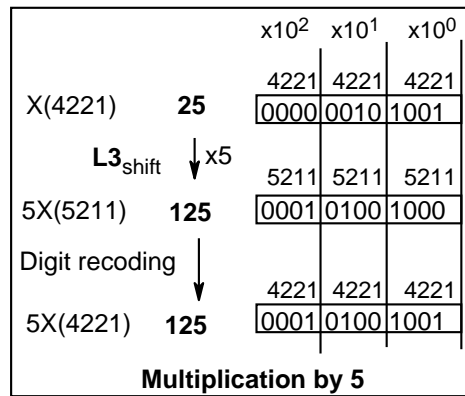 x10² x10¹ x10⁰
4221 4221 4221
X(4221) 25 0000 0010 1001
L3shift x5
5211 5211 5211
5X(5211) 125 0001 0100 1000
Digit recoding
4221 4221 4221
5X(4221) 125 0001 0100 1001
Multiplication by 5